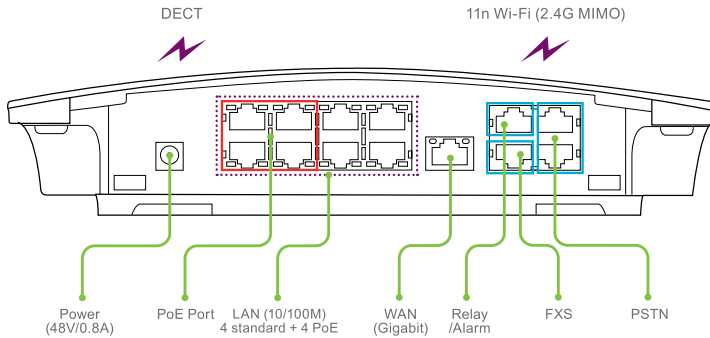 DECT
11n Wi-Fi (2.4G MIMO)
Power
(48V/0.8A)
PoE Port
LAN (10/100M)
4 standard + 4 PoE
WAN
(Gigabit)
Relay
/Alarm
FXS
PSTN